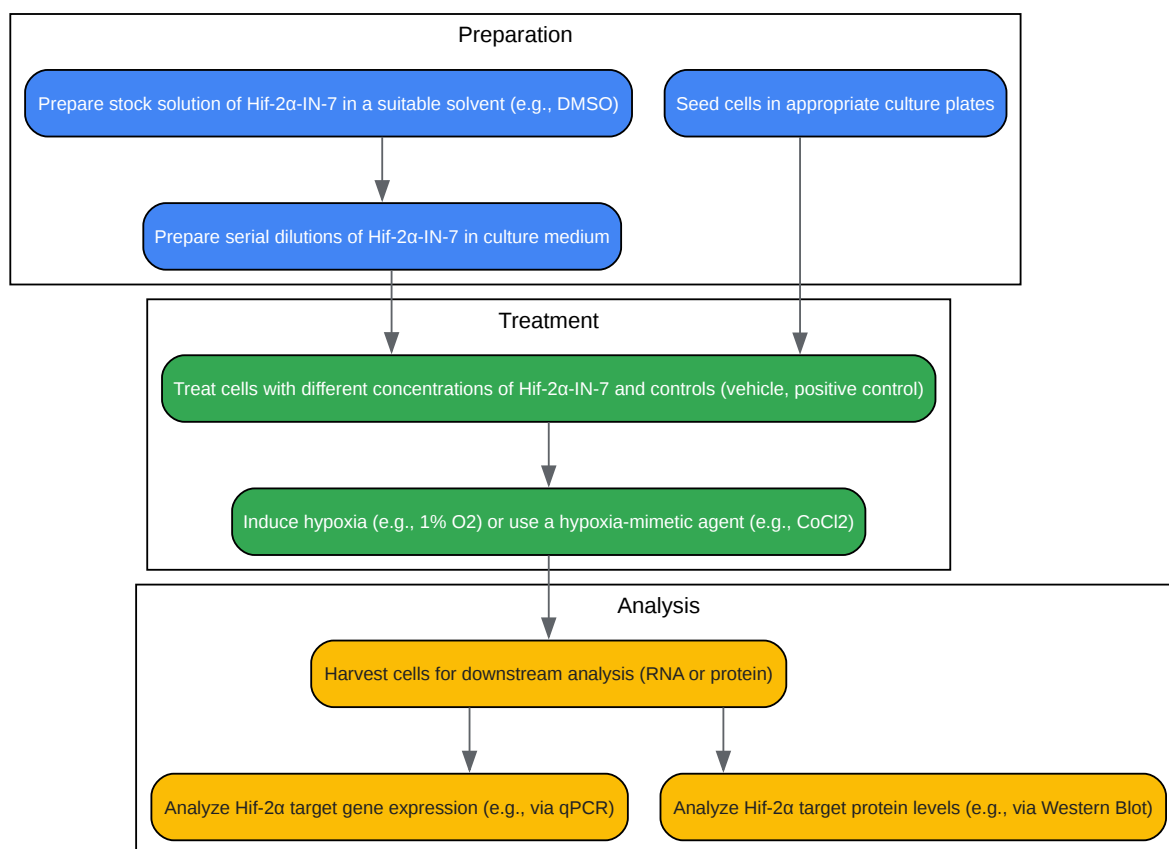 Preparation
Prepare stock solution of Hif-2α-IN-7 in a suitable solvent (e.g., DMSO)
Seed cells in appropriate culture plates
Prepare serial dilutions of Hif-2α-IN-7 in culture medium
Treatment
Treat cells with different concentrations of Hif-2α-IN-7 and controls (vehicle, positive control)
Induce hypoxia (e.g., 1% O2) or use a hypoxia-mimetic agent (e.g., CoCl2)
Analysis
Harvest cells for downstream analysis (RNA or protein)
Analyze Hif-2α target gene expression (e.g., via qPCR)
Analyze Hif-2α target protein levels (e.g., via Western Blot)